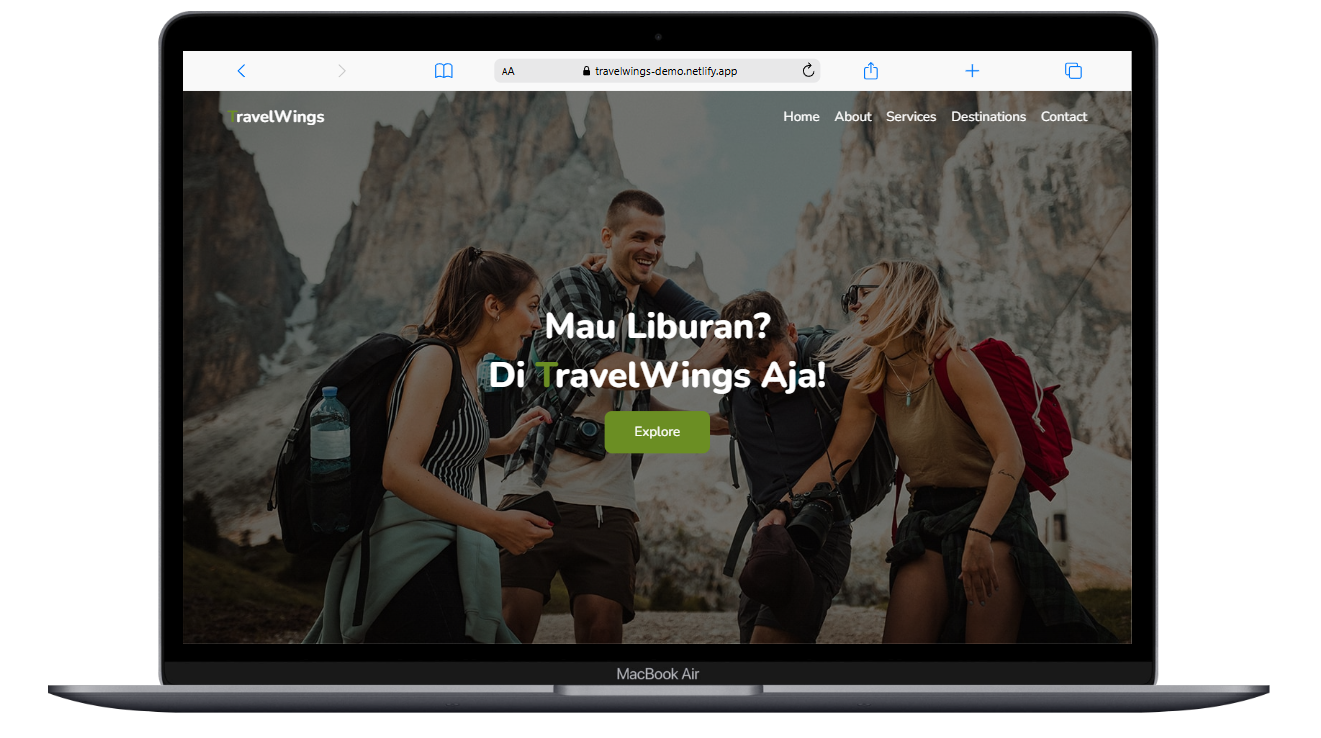 AA travelwings-demo.netlify.app
TravelWings Home About Services Destinations Contact
Mau Liburan?
Di TravelWings Aja!
Explore
MacBook Air